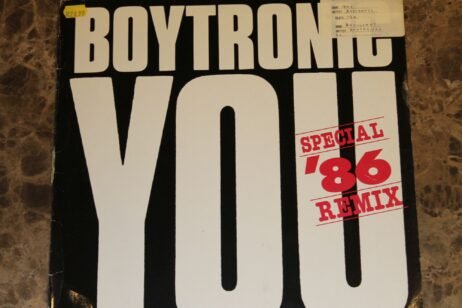 BOYTRONIC
YOU
SPECIAL
'86
REMIX